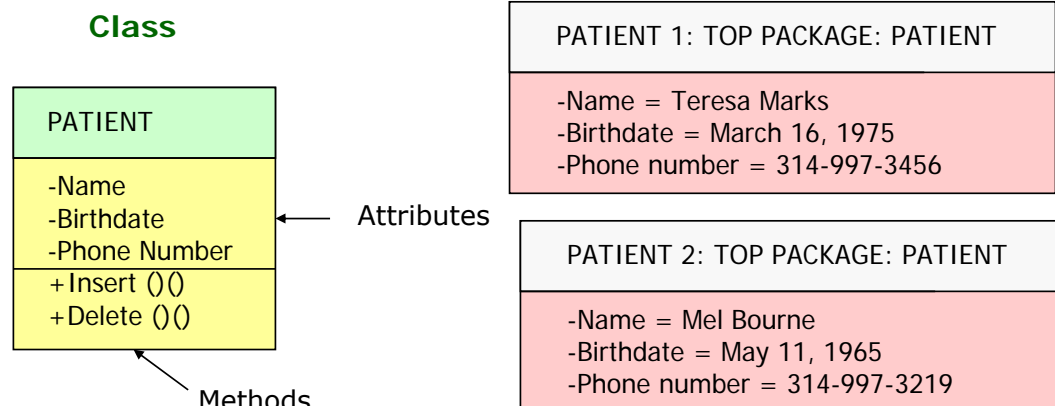 Class
PATIENT
-Name
-Birthdate
-Phone Number
+Insert ()()
+Delete ()()
Attributes
Methods
PATIENT 1: TOP PACKAGE: PATIENT
-Name = Teresa Marks
-Birthdate = March 16, 1975
-Phone number = 314-997-3456
PATIENT 2: TOP PACKAGE: PATIENT
-Name = Mel Bourne
-Birthdate = May 11, 1965
-Phone number = 314-997-3219